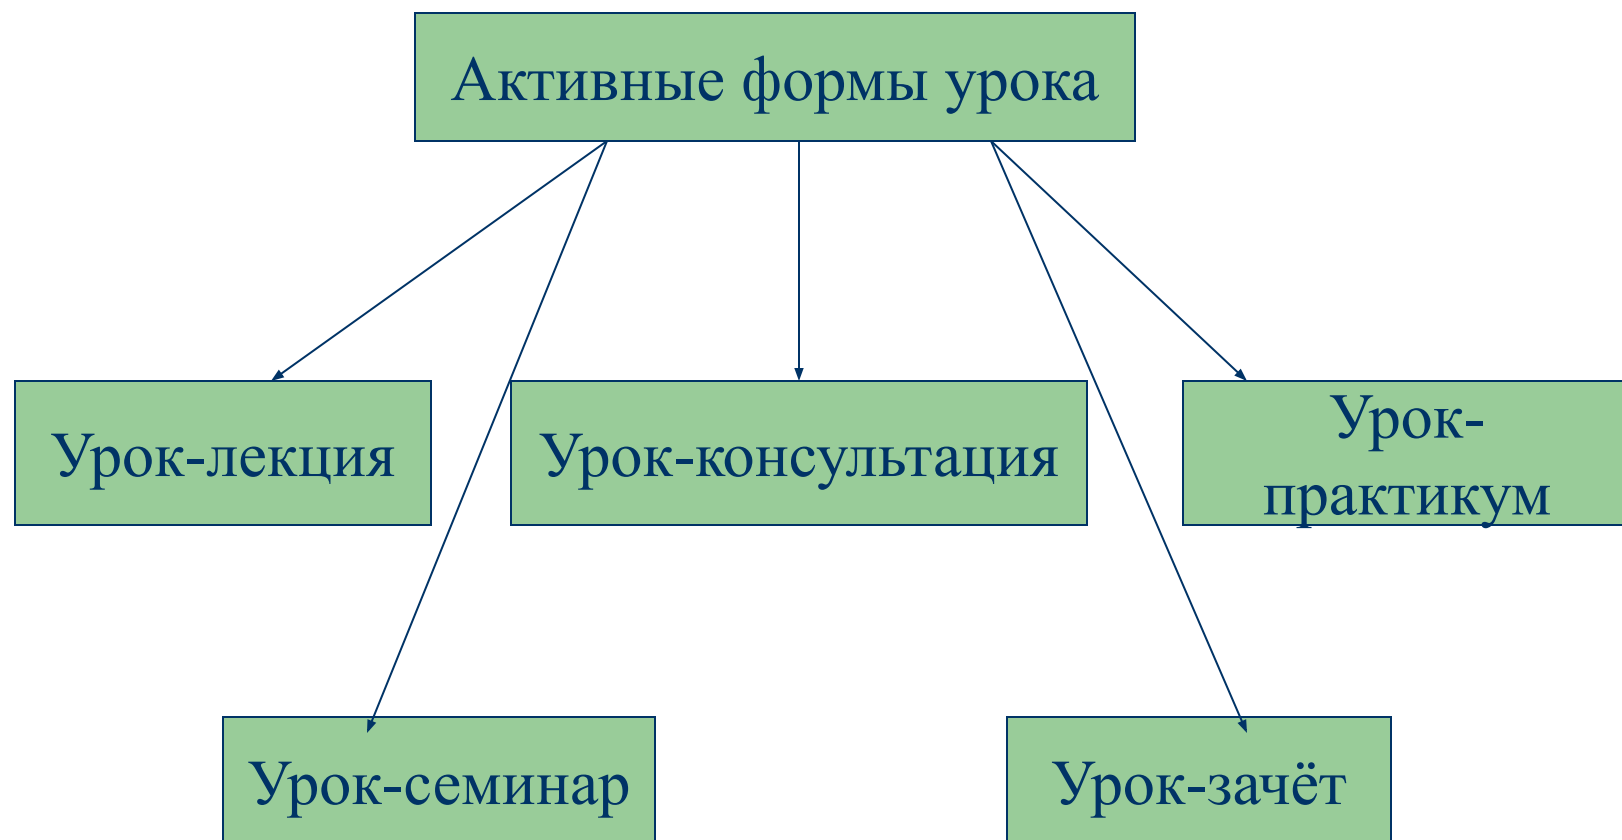 Активные формы урока
Урок-лекция
Урок-консультация
Урок-
практикум
Урок-семинар
Урок-зачёт